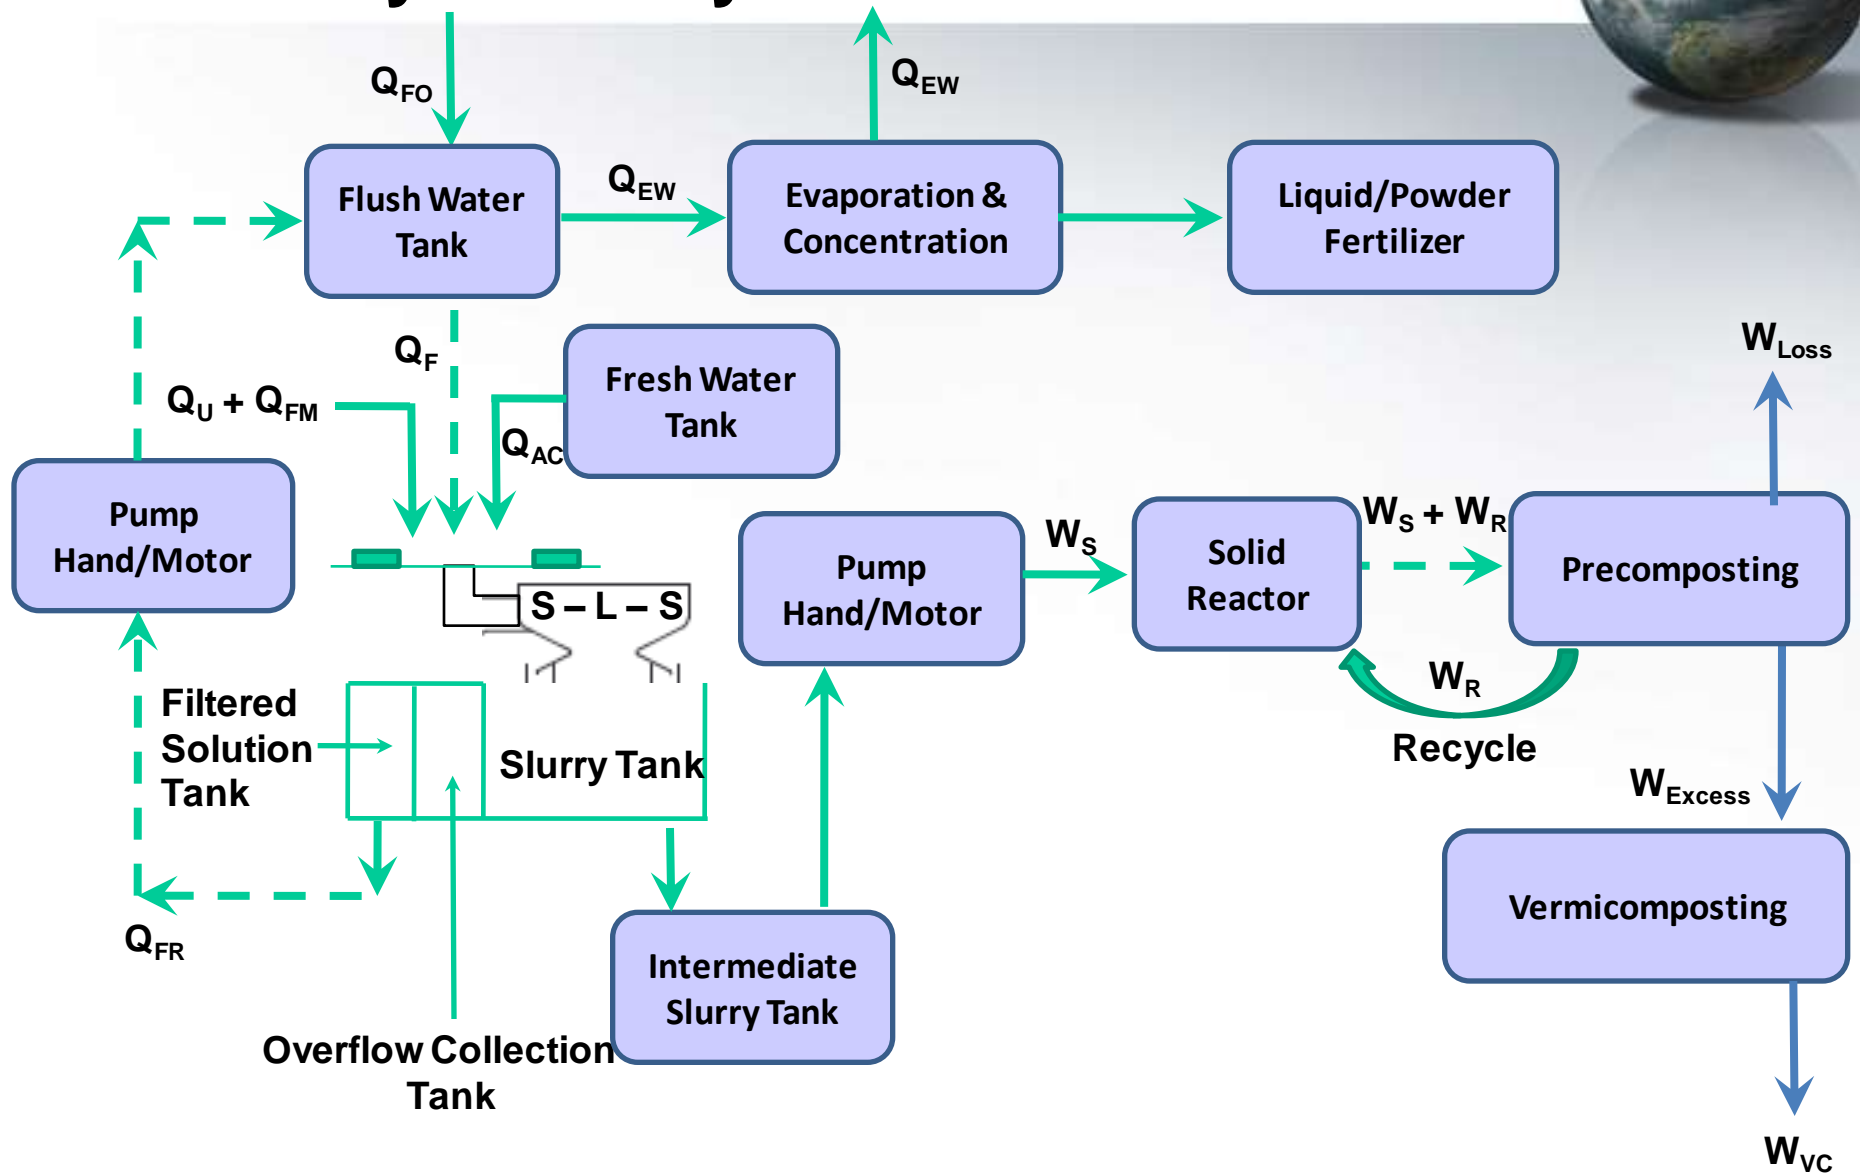 Q_FO
Q_EW
Flush Water
Tank
Q_EW
Evaporation &
Concentration
Liquid/Powder
Fertilizer
Q_F
Fresh Water
Tank
W_Loss
Q_U + Q_FM
Q_AC
Pump
Hand/Motor
Pump
Hand/Motor
W_S
Solid
Reactor
W_S + W_R
Precomposting
S – L – S
W_R
Recycle
Filtered
Solution
Tank
Slurry Tank
W_Excess
Vermicomposting
Q_FR
Intermediate
Slurry Tank
Overflow Collection
Tank
W_VC